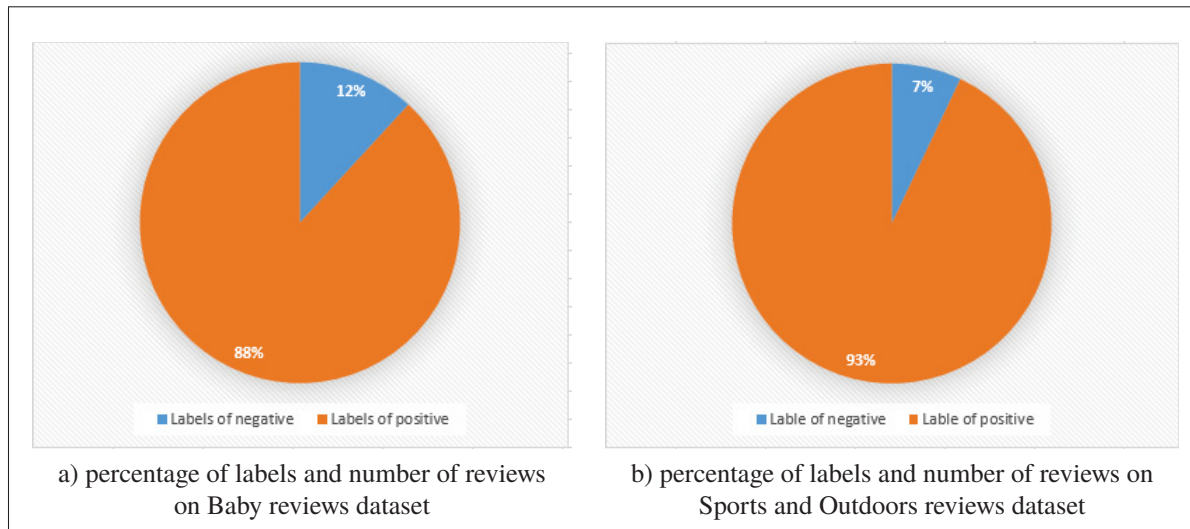 12%
88%
Labels of negative Labels of positive
a) percentage of labels and number of reviews
on Baby reviews dataset
7%
93%
Lable of negative Lable of positive
b) percentage of labels and number of reviews on
Sports and Outdoors reviews dataset